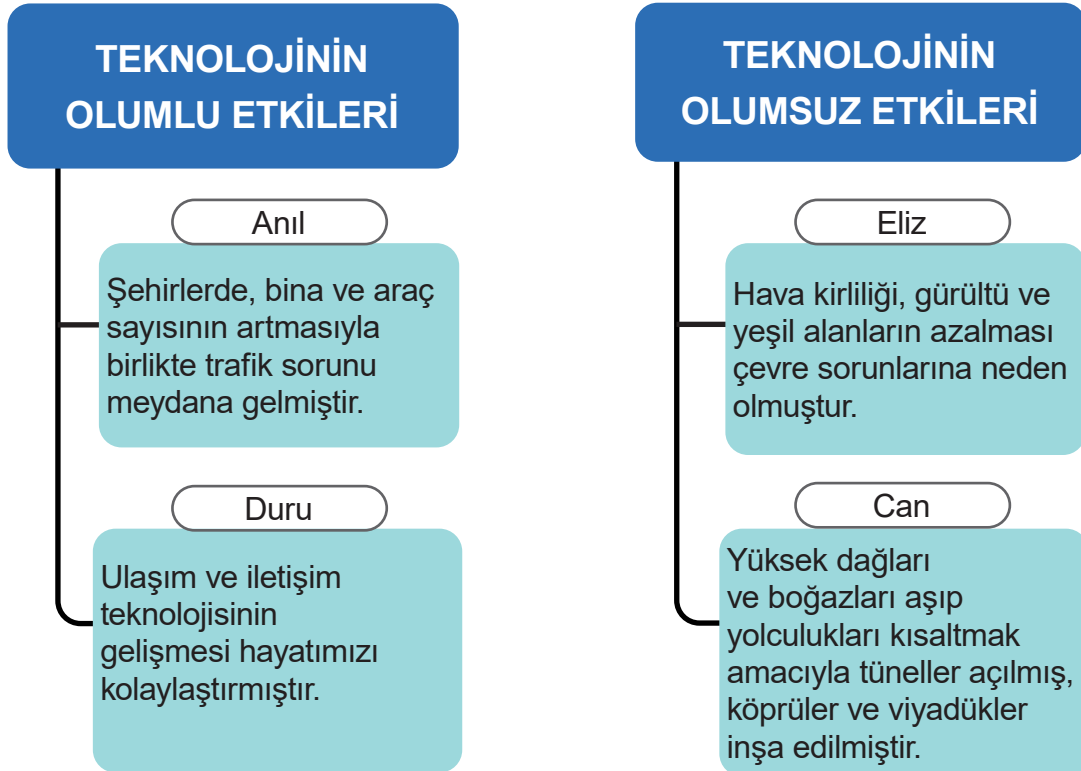 TEKNOLOJİNİN
OLUMLU ETKİLERİ
Anıl
Şehirlerde, bina ve araç
sayısının artmasıyla
birlikte trafik sorunu
meydana gelmiştir.
Duru
Ulaşım ve iletişim
teknolojisinin
gelişmesi hayatımızı
kolaylaştırmıştır.
TEKNOLOJİNİN
OLUMSUZ ETKİLERİ
Eliz
Hava kirliliği, gürültü ve
yeşil alanların azalması
çevre sorunlarına neden
olmuştur.
Can
Yüksek dağları
ve boğazları aşıp
yolculukları kısaltmak
amacıyla tüneller açılmış,
köprüler ve viyadükler
inşa edilmiştir.